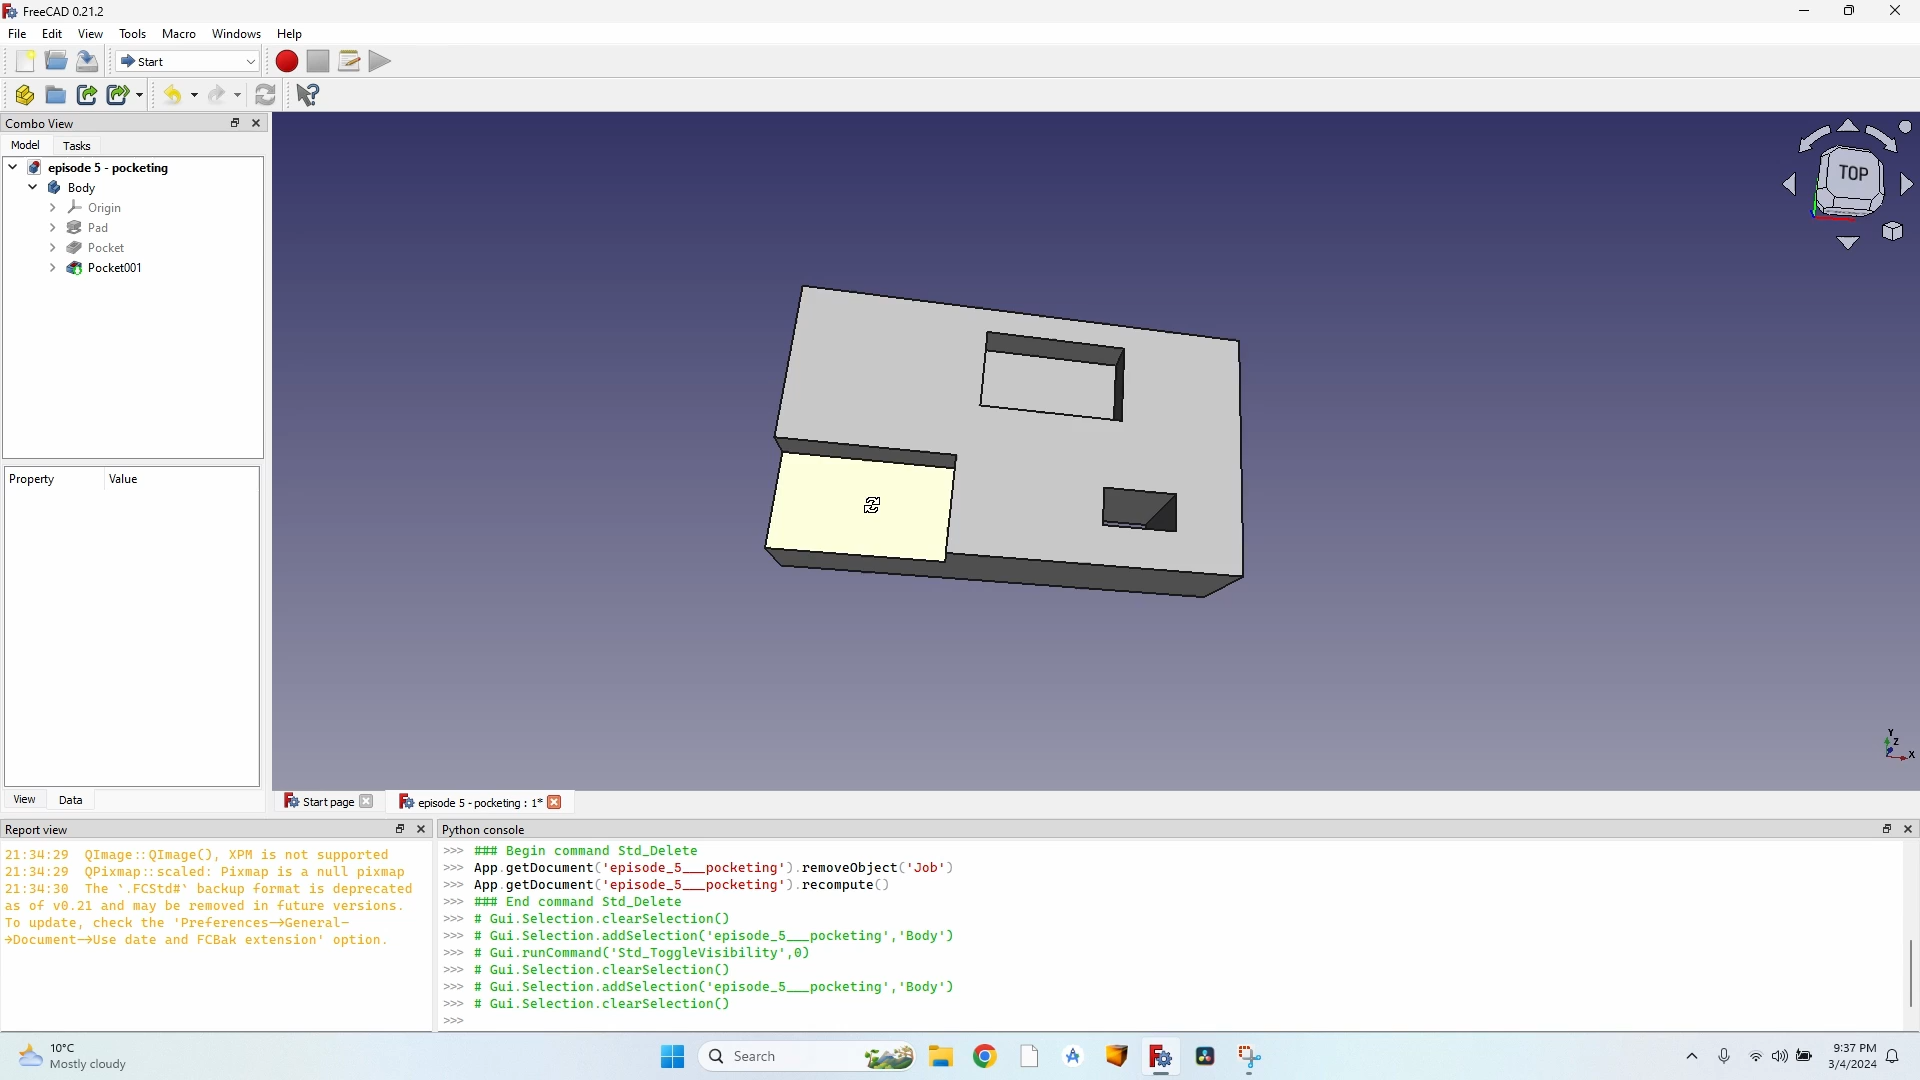 FreeCAD 0.21.2
File Edit View Tools Macro Windows Help
Start
Combo View
Model Tasks
episode 5 - pocketing
Body
Origin
Pad
Pocket
Pocket001
TOP
Property Value
Y
Z
X
View Data
Start page episode 5 - pocketing : 1*
Report view
21:34:29 QImage::QImage(), XPM is not supported
21:34:29 QPixmap::scaled: Pixmap is a null pixmap
21:34:30 The `.FCStd#` backup format is deprecated
as of v0.21 and may be removed in future versions.
To update, check the 'Preferences→General-
→Document→Use date and FCBak extension' option.
Python console
>>> ### Begin command Std_Delete
>>> App.getDocument('episode_5___pocketing').removeObject('Job')
>>> App.getDocument('episode_5___pocketing').recompute()
>>> ### End command Std_Delete
>>> # Gui.Selection.clearSelection()
>>> # Gui.Selection.addSelection('episode_5___pocketing','Body')
>>> # Gui.runCommand('Std_ToggleVisibility',0)
>>> # Gui.Selection.clearSelection()
>>> # Gui.Selection.addSelection('episode_5___pocketing','Body')
>>> # Gui.Selection.clearSelection()
>>>
10°C
Mostly cloudy
Search
9:37 PM
3/4/2024